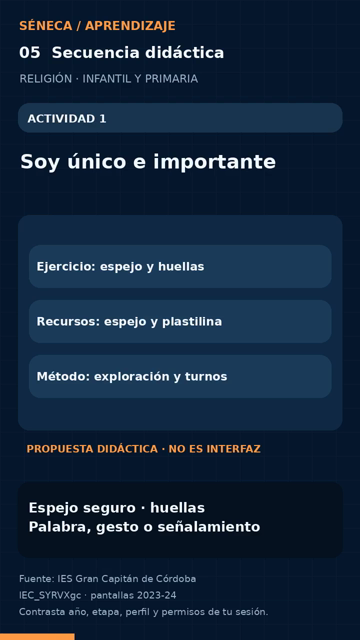 SÉNECA / APRENDIZAJE
05 Secuencia didáctica
RELIGIÓN · INFANTIL Y PRIMARIA
ACTIVIDAD 1
Soy único e importante
Ejercicio: espejo y huellas
Recursos: espejo y plastilina
Método: exploración y turnos
PROPUESTA DIDÁCTICA · NO ES INTERFAZ
Espejo seguro · huellas
Palabra, gesto o señalamiento
Fuente: IES Gran Capitán de Córdoba
IEC_SYRVXgc · pantallas 2023-24
Contrasta año, etapa, perfil y permisos de tu sesión.